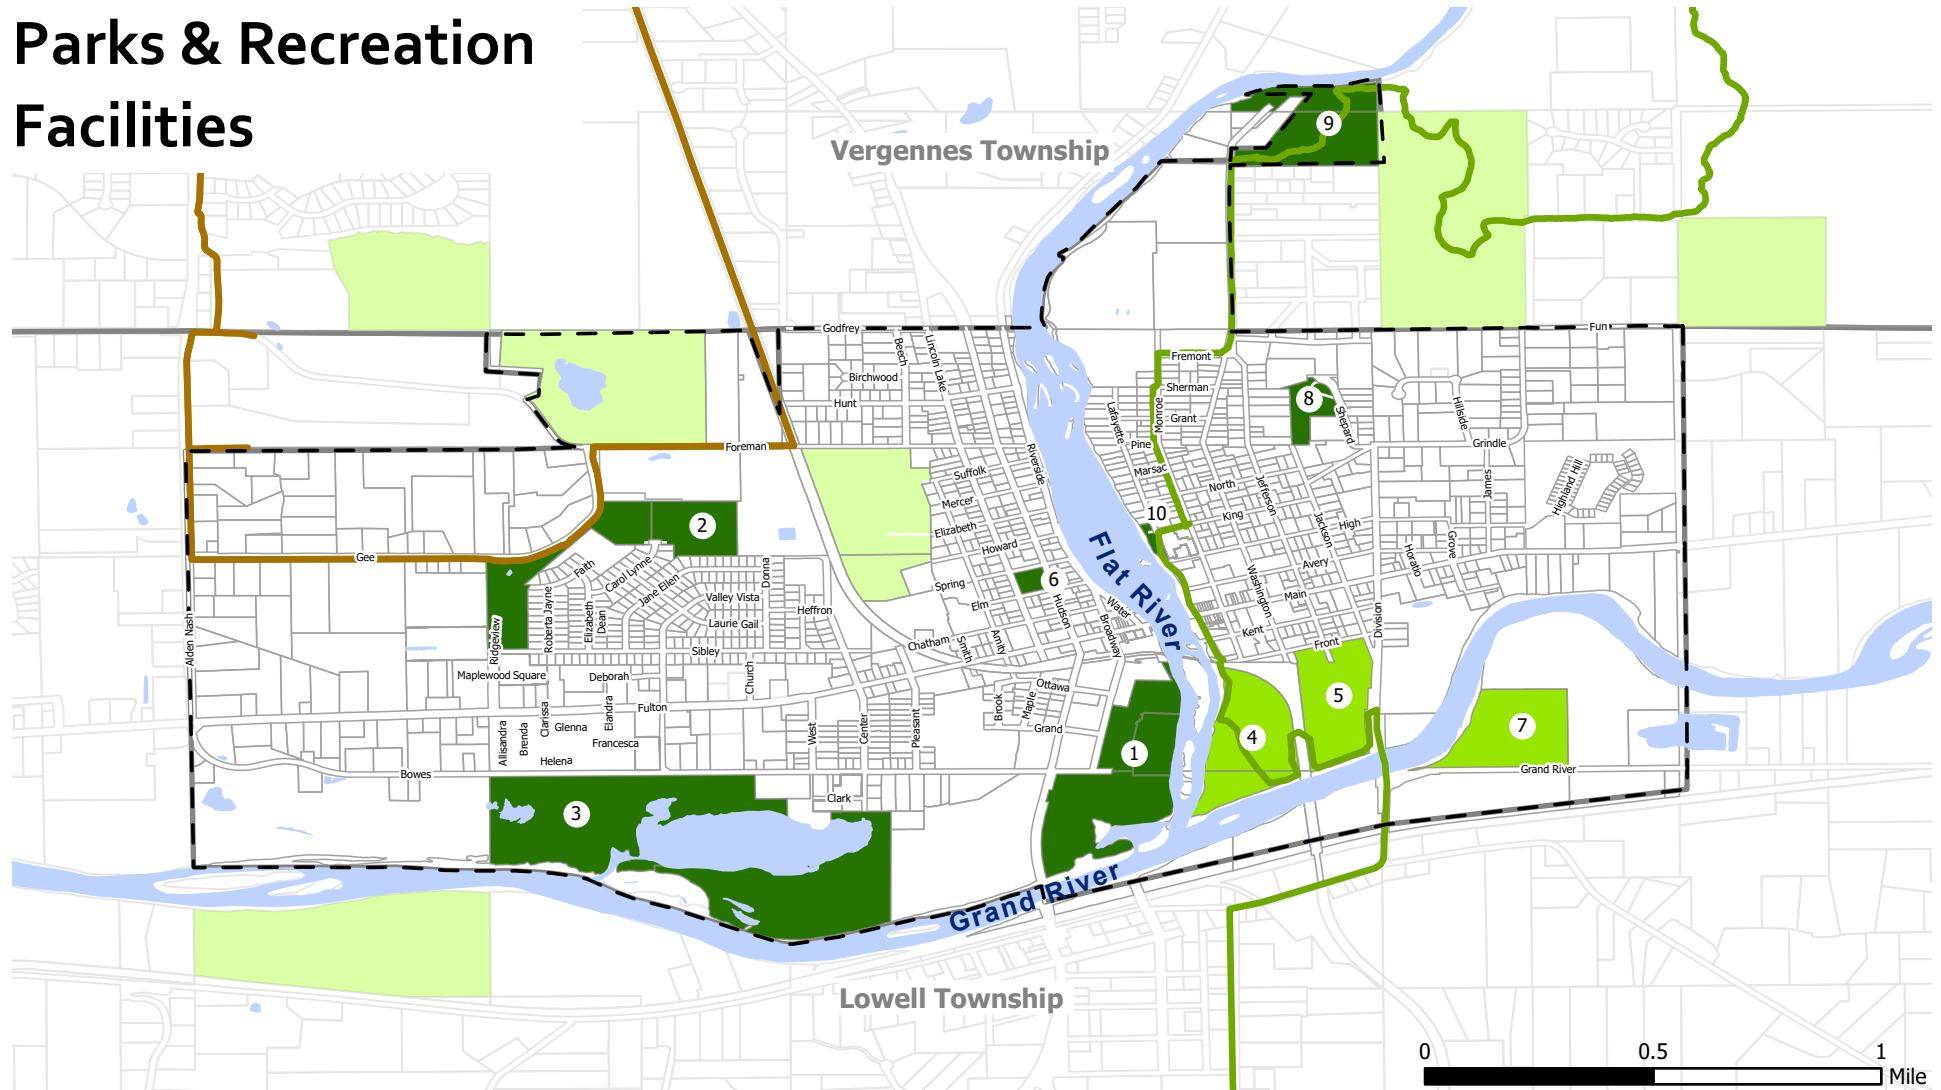 Parks & Recreation
Facilities
Vergennes Township
9
Godfrey
Fun
Beech
Lincoln Lake
Birchwood
Hunt
Fremont
Sherman
Grant
Monroe
Lafayette
Pine
Marsac
8
Shepard
Hillside
Grindle
James
Highland Hill
Foreman
Riverside
Suffolk
Mercer
Elizabeth
Howard
North
King
Jefferson
Jackson
High
Grove
Horatio
10
2
Gee
Faith
Carol Lynne
Jane Ellen
Donna
Valley Vista
Laurie Gail
Heffron
Roberta Jayne
Elizabeth
Dean
Ridgeview
Alden Nash
Spring
Elm
6
Hudson
Water
Broadway
Flat River
Avery
Main
Washington
Kent
Front
Division
Sibley
Chatham
Smith
Amity
Maplewood Square
Deborah
Church
Ottawa
Fulton
Brook
Maple
Grand
Allisandra
Brenda
Clarissa
Glenna
Elandra
Francesca
Helena
West
Center
Pleasant
Bowes
1
4
5
7
Grand River
Clark
3
Grand River
Lowell Township
0 0.5 1
Mile